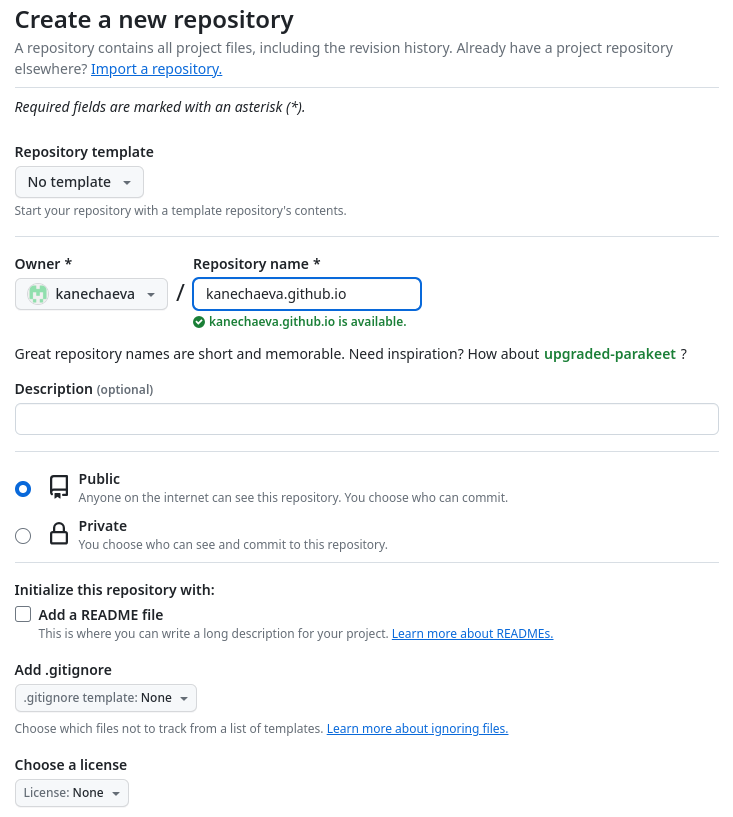 Create a new repository
A repository contains all project files, including the revision history. Already have a project repository
elsewhere? Import a repository.
Required fields are marked with an asterisk (*).
Repository template
No template
Start your repository with a template repository's contents.
Owner *
Repository name *
kanechaeva
/
kanechaeva.github.io
kanechaeva.github.io is available.
Great repository names are short and memorable. Need inspiration? How about upgraded-parakeet ?
Description (optional)
Public
Anyone on the internet can see this repository. You choose who can commit.
Private
You choose who can see and commit to this repository.
Initialize this repository with:
Add a README file
This is where you can write a long description for your project. Learn more about READMEs.
Add .gitignore
.gitignore template: None
Choose which files not to track from a list of templates. Learn more about ignoring files.
Choose a license
License: None